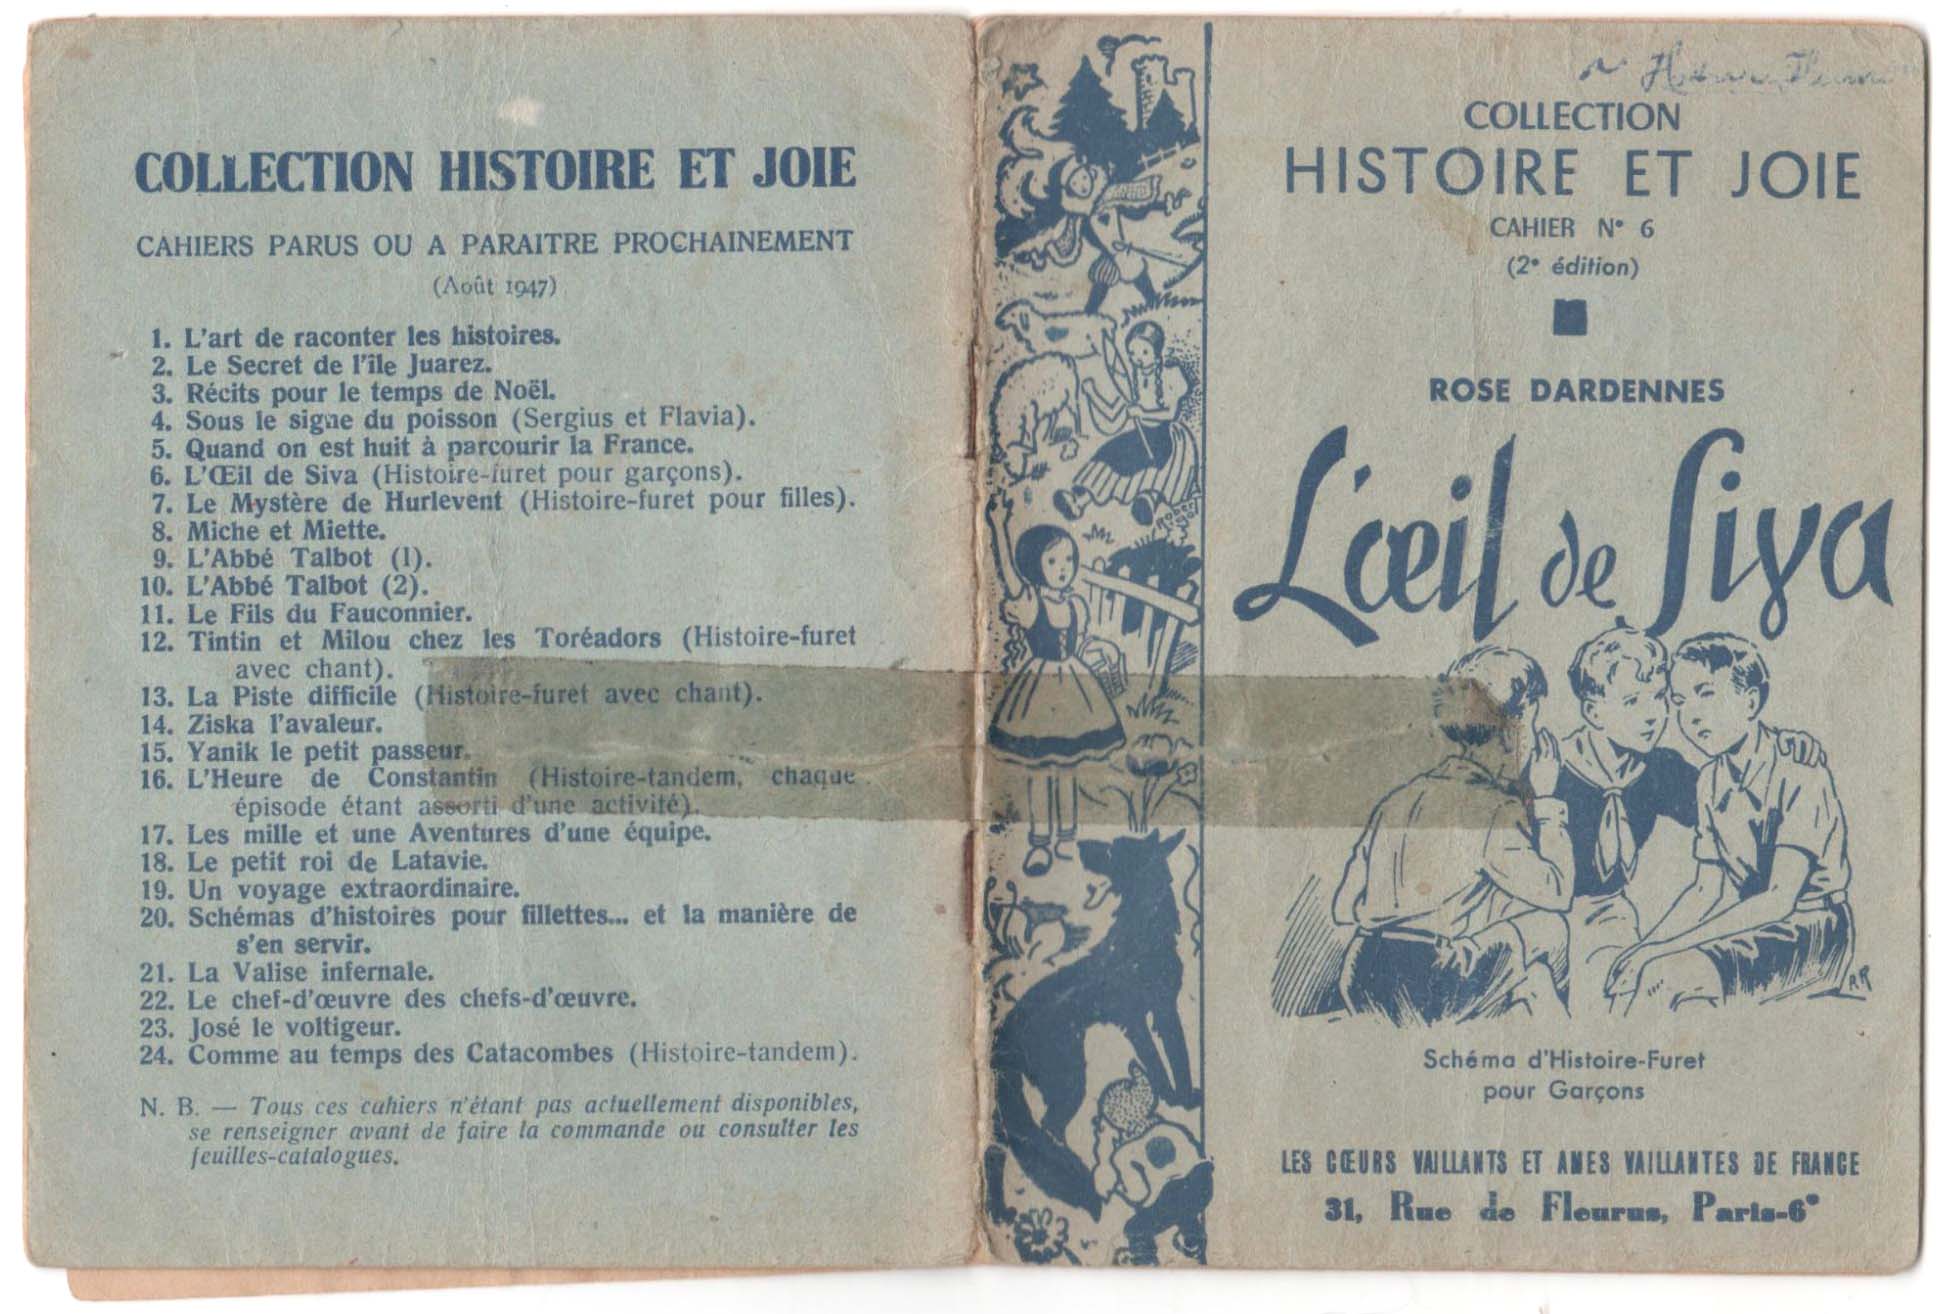 COLLECTION HISTOIRE ET JOIE
CAHIERS PARUS OU A PARAITRE PROCHAINEMENT
(Août 1947)
1. L'art de raconter les histoires.
2. Le Secret de l'île Juarez.
3. Récits pour le temps de Noël.
4. Sous le signe du poisson (Sergius et Flavia).
5. Quand on est huit à parcourir la France.
6. L'Œil de Siva (Histoire-furet pour garçons).
7. Le Mystère de Hurlevent (Histoire-furet pour filles).
8. Miche et Miette.
9. L'Abbé Talbot (1).
10. L'Abbé Talbot (2).
11. Le Fils du Fauconnier.
12. Tintin et Milou chez les Toréadors (Histoire-furet
avec chant).
13. La Piste difficile (Histoire-furet avec chant).
14. Ziska l'avaleur.
15. Yanik le petit passeur.
16. L'Heure de Constantin (Histoire-tandem, chaque
épisode étant assorti d'une activité).
17. Les mille et une Aventures d'une équipe.
18. Le petit roi de Latavie.
19. Un voyage extraordinaire.
20. Schémas d'histoires pour fillettes... et la manière de
s'en servir.
21. La Valise infernale.
22. Le chef-d'œuvre des chefs-d'œuvre.
23. José le voltigeur.
24. Comme au temps des Catacombes (Histoire-tandem).
N. B. — Tous ces cahiers n'étant pas actuellement disponibles,
se renseigner avant de faire la commande ou consulter les
feuilles-catalogues.
COLLECTION
HISTOIRE ET JOIE
CAHIER N° 6
(2e édition)
ROSE DARDENNES
L'œil de Siva
Schéma d'Histoire-Furet
pour Garçons
LES CŒURS VAILLANTS ET AMES VAILLANTES DE FRANCE
31, Rue de Fleurus, Paris-6e